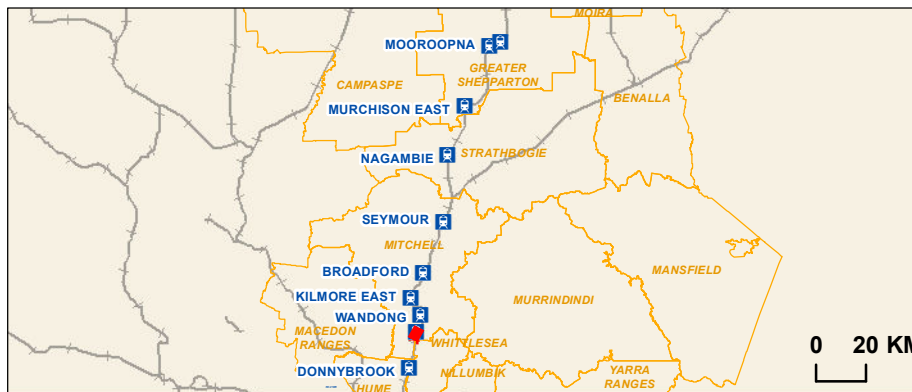 MOIRA
MOOROOPNA
GREATER
SHEPPARTON
CAMPASPE
BENALLA
MURCHISON EAST
NAGAMBIE
STRATHBOGIE
SEYMOUR
MITCHELL
BROADFORD
MANSFIELD
KILMORE EAST
MURRINDINDI
WANDONG
MACEDON
RANGES
WHITTLESEA
0 20 KM
DONNYBROOK
NILLUMBIK
YARRA
RANGES
HUME